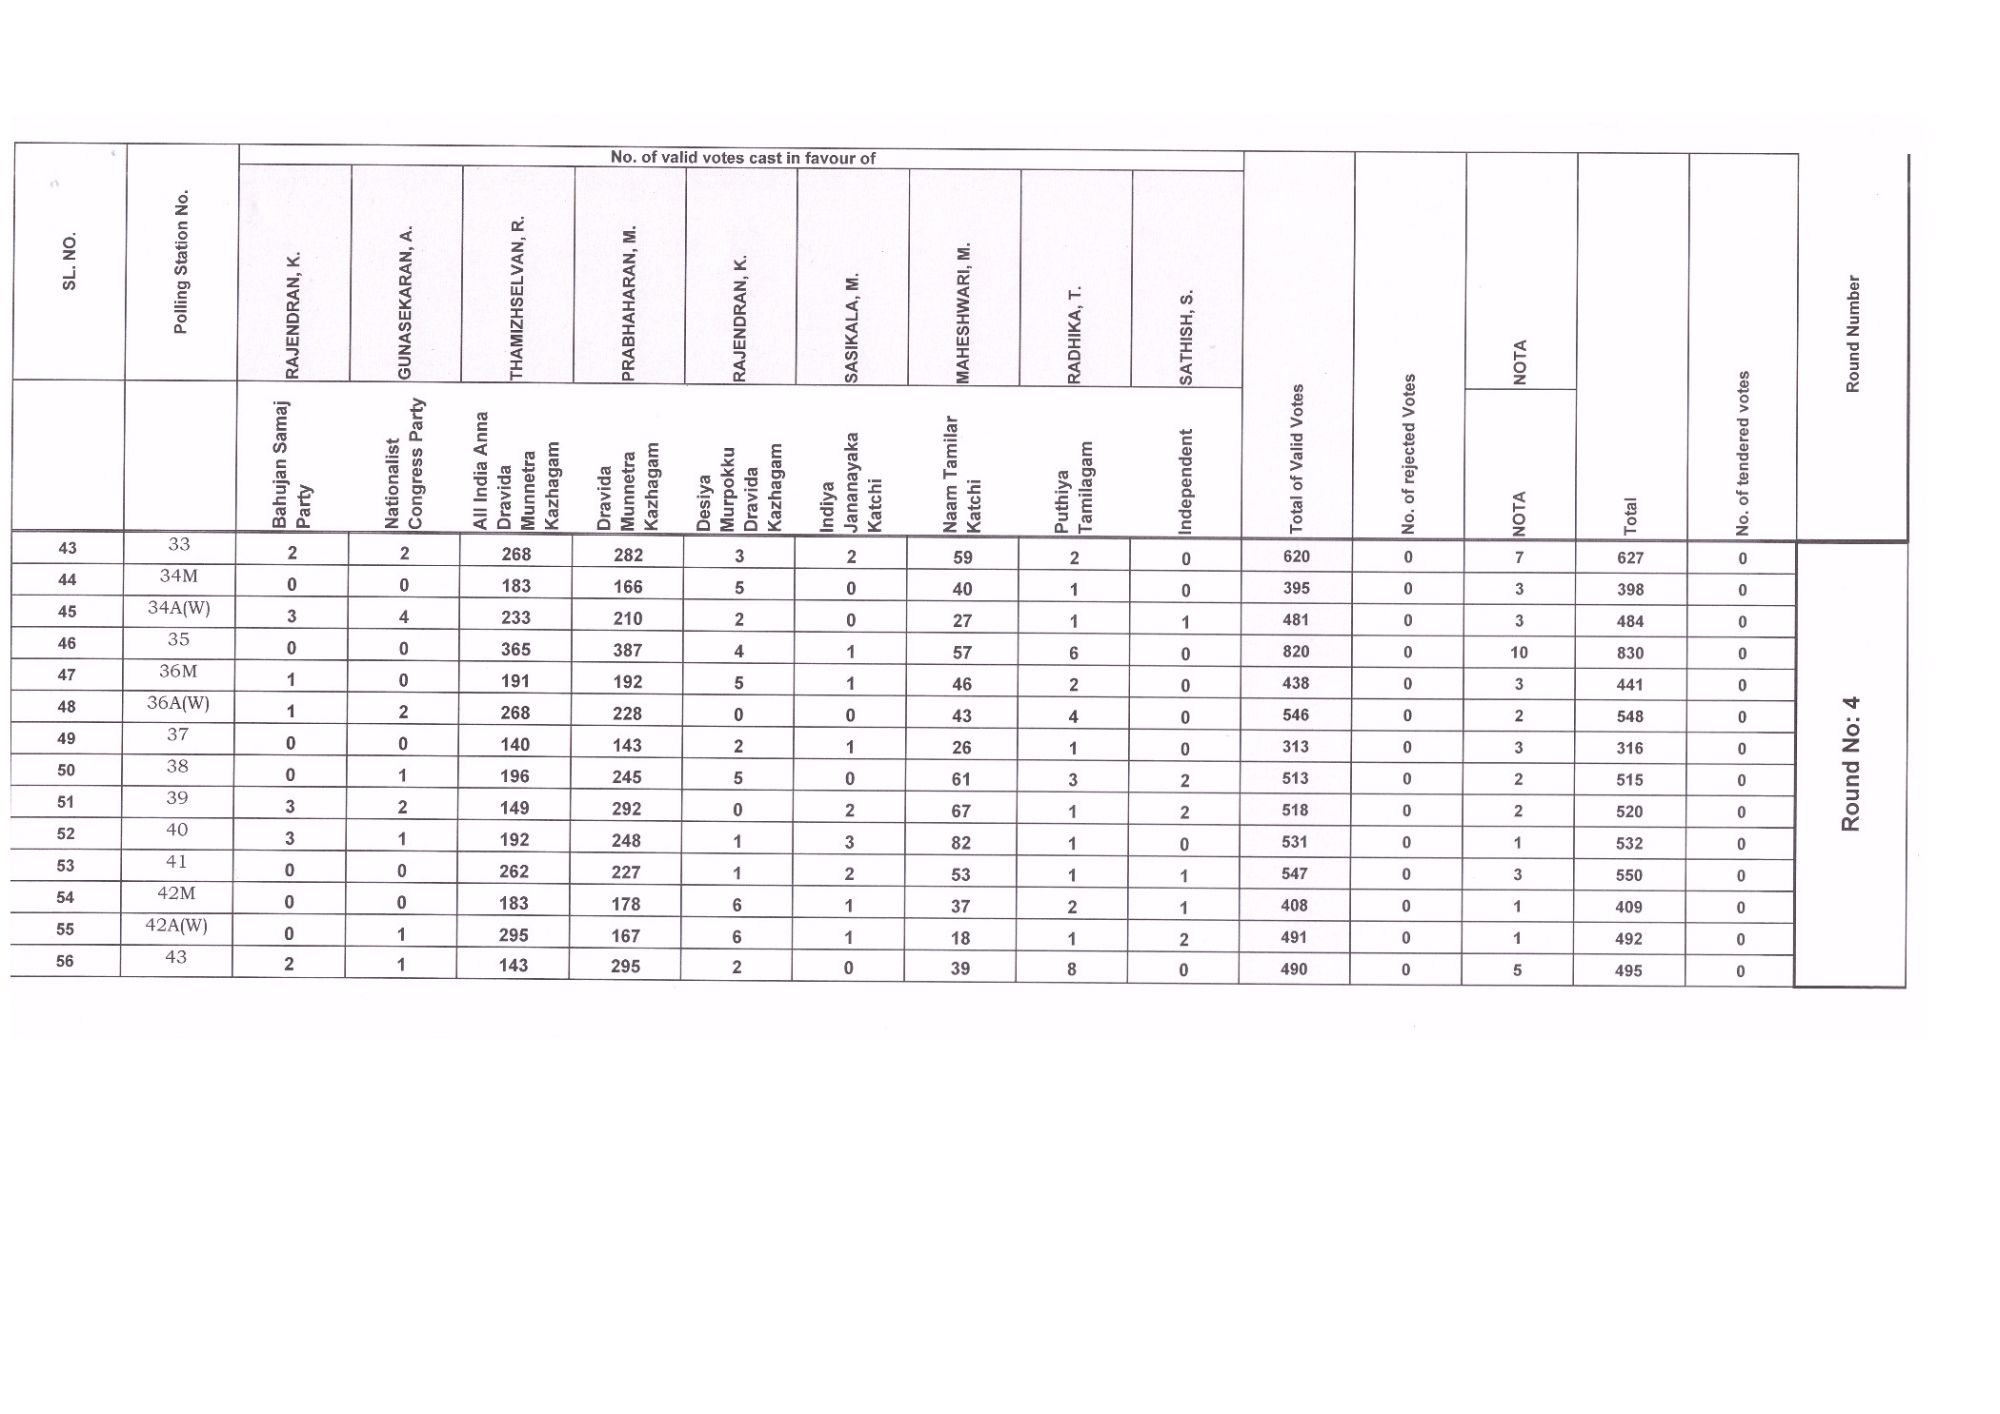 No. of valid votes cast in favour of
SL. NO.
Polling Station No.
RAJENDRAN, K.
GUNASEKARAN, A.
THAMIZHSELVAN, R.
PRABHAHARAN, M.
RAJENDRAN, K.
SASIKALA, M.
MAHESHWARI, M.
RADHIKA, T.
SATHISH, S.
Total of Valid Votes
No. of rejected Votes
NOTA
Total
No. of tendered votes
Round Number
Bahujan Samaj
Party
Nationalist
Congress Party
All India Anna
Dravida
Munnetra
Kazhagam
Dravida
Munnetra
Kazhagam
Desiya
Murpokku
Dravida
Kazhagam
Indiya
Jananayaka
Katchi
Naam Tamilar
Katchi
Puthiya
Tamilagam
Independent
NOTA
43 33 2 2 268 282 3 2 59 2 0 620 0 7 627 0
44 34M 0 0 183 166 5 0 40 1 0 395 0 3 398 0
45 34A(W) 3 4 233 210 2 0 27 1 1 481 0 3 484 0
46 35 0 0 365 387 4 1 57 6 0 820 0 10 830 0
47 36M 1 0 191 192 5 1 46 2 0 438 0 3 441 0
48 36A(W) 1 2 268 228 0 0 43 4 0 546 0 2 548 0
49 37 0 0 140 143 2 1 26 1 0 313 0 3 316 0
50 38 0 1 196 245 5 0 61 3 2 513 0 2 515 0
51 39 3 2 149 292 0 2 67 1 2 518 0 2 520 0
52 40 3 1 192 248 1 3 82 1 0 531 0 1 532 0
53 41 0 0 262 227 1 2 53 1 1 547 0 3 550 0
54 42M 0 0 183 178 6 1 37 2 1 408 0 1 409 0
55 42A(W) 0 1 295 167 6 1 18 1 2 491 0 1 492 0
56 43 2 1 143 295 2 0 39 8 0 490 0 5 495 0
Round No: 4